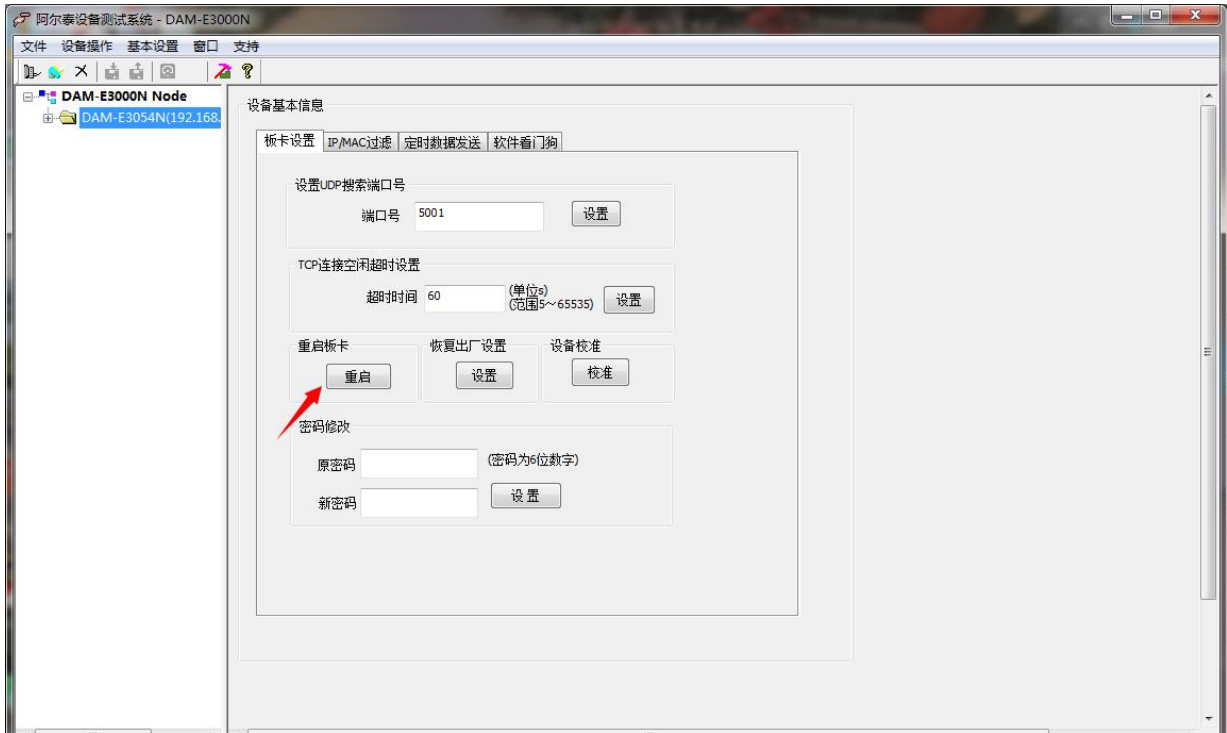 阿尔泰设备测试系统 - DAM-E3000N
文件 设备操作 基本设置 窗口 支持
DAM-E3000N Node
DAM-E3054N(192.168.
设备基本信息
板卡设置 IP/MAC过滤 定时数据发送 软件看门狗
设置UDP搜索端口号
端口号 5001 设置
TCP连接空闲超时设置
超时时间 60 (单位s) 设置
(范围5～65535)
重启板卡 恢复出厂设置 设备校准
重启 设置 校准
密码修改
原密码 (密码为6位数字)
新密码 设置